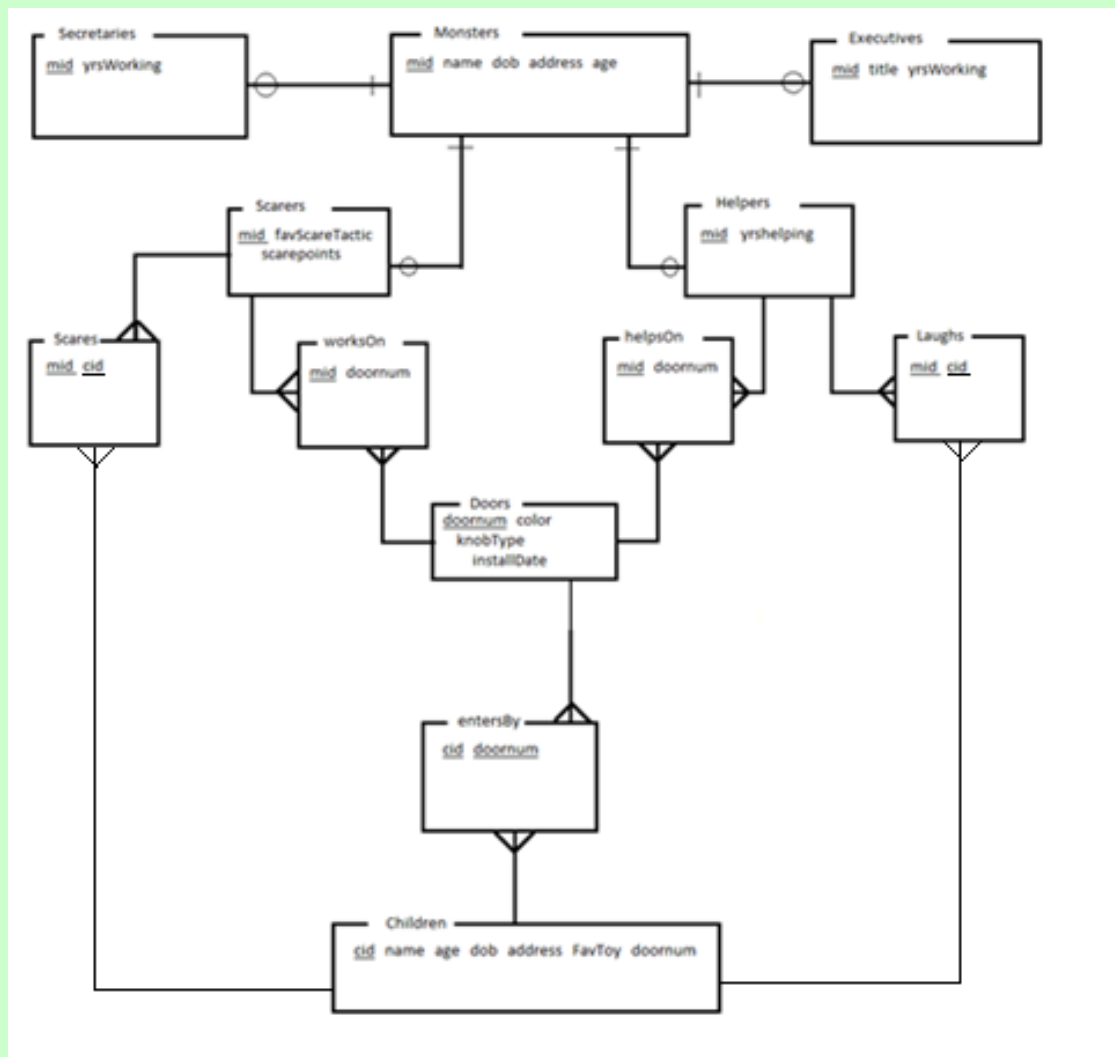 Secretaries
mid yrsWorking
Monsters
mid name dob address age
Executives
mid title yrsWorking
Scarers
mid favScareTactic
scarepoints
Helpers
mid yrshelping
Scares
mid cid
worksOn
mid doornum
helpsOn
mid doornum
Laughs
mid cid
Doors
doornum color
knobType
installDate
entersBy
cid doornum
Children
cid name age dob address FavToy doornum